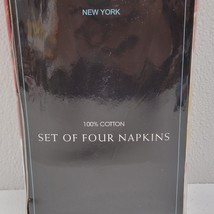 NEW YORK
100% COTTON
SET OF FOUR NAPKINS